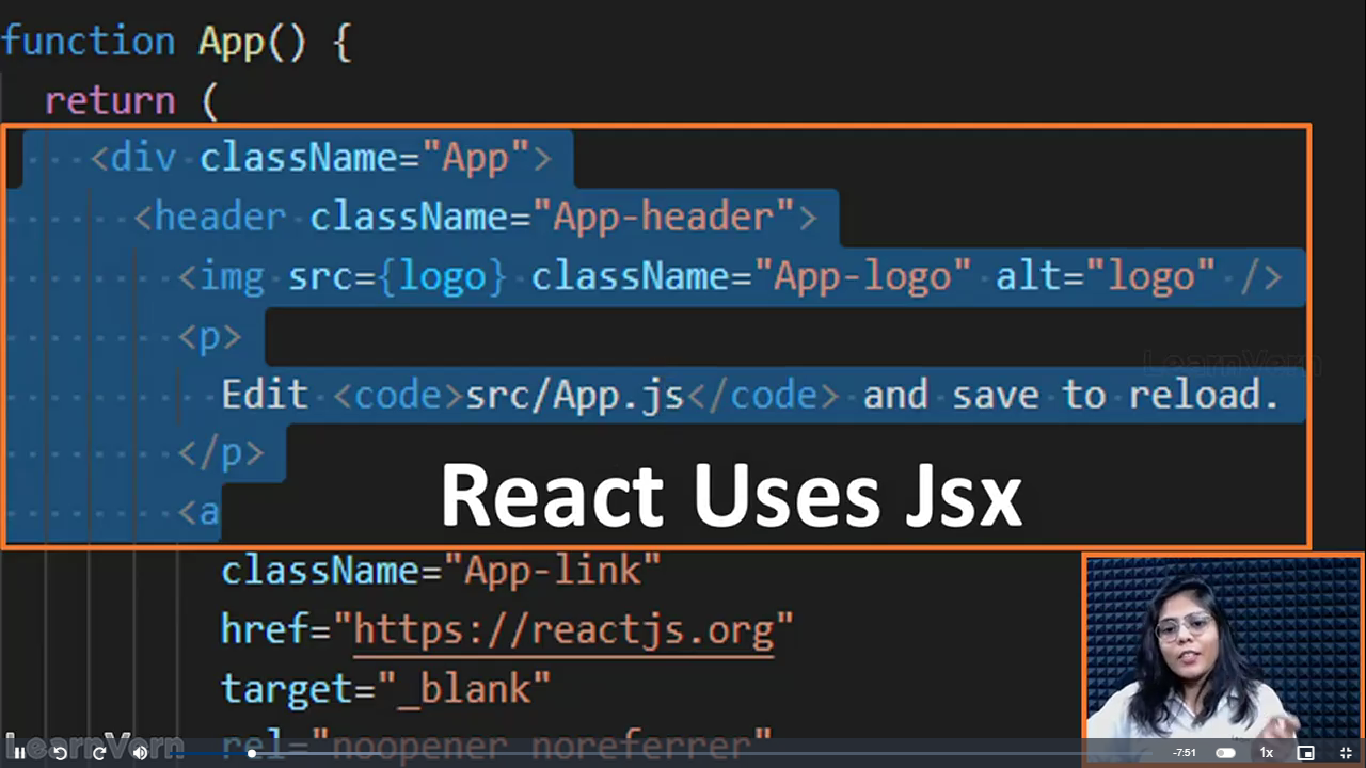 function App() {
return (
<div className="App">
<header className="App-header">
<img src={logo} className="App-logo" alt="logo" />
<p>
Edit <code>src/App.js</code> and save to reload.
</p>
<a
React Uses Jsx
className="App-link"
href="https://reactjs.org"
target="_blank"
rel="noopener noreferrer"
LearnVern
LearnVern
-7:51
1x